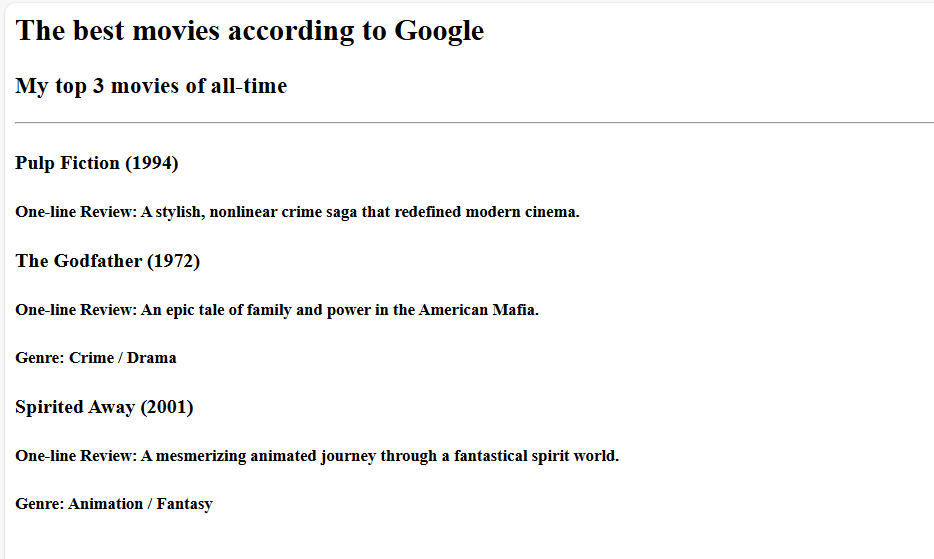 The best movies according to Google
My top 3 movies of all-time
Pulp Fiction (1994)
One-line Review: A stylish, nonlinear crime saga that redefined modern cinema.
The Godfather (1972)
One-line Review: An epic tale of family and power in the American Mafia.
Genre: Crime / Drama
Spirited Away (2001)
One-line Review: A mesmerizing animated journey through a fantastical spirit world.
Genre: Animation / Fantasy